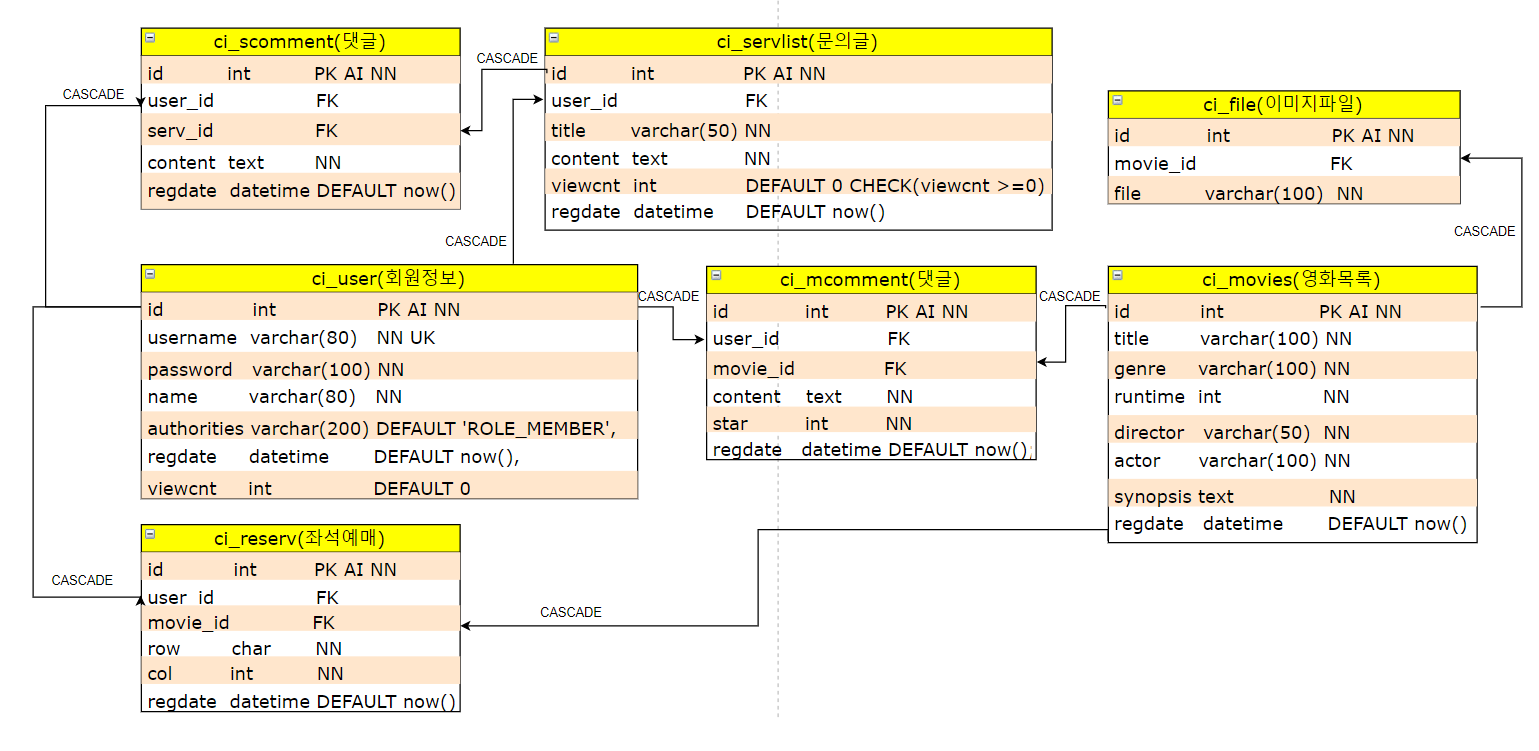 ci_scomment(댓글)
id int PK AI NN
user_id FK
serv_id FK
content text NN
regdate datetime DEFAULT now()
CASCADE
CASCADE
ci_servlist(문의글)
id int PK AI NN
user_id FK
title varchar(50) NN
content text NN
viewcnt int DEFAULT 0 CHECK(viewcnt >=0)
regdate datetime DEFAULT now()
CASCADE
ci_file(이미지파일)
id int PK AI NN
movie_id FK
file varchar(100) NN
CASCADE
ci_user(회원정보)
id int PK AI NN
username varchar(80) NN UK
password varchar(100) NN
name varchar(80) NN
authorities varchar(200) DEFAULT 'ROLE_MEMBER',
regdate datetime DEFAULT now(),
viewcnt int DEFAULT 0
CASCADE
ci_mcomment(댓글)
id int PK AI NN
user_id FK
movie_id FK
content text NN
star int NN
regdate datetime DEFAULT now();
CASCADE
ci_movies(영화목록)
id int PK AI NN
title varchar(100) NN
genre varchar(100) NN
runtime int NN
director varchar(50) NN
actor varchar(100) NN
synopsis text NN
regdate datetime DEFAULT now()
ci_reserv(좌석예매)
id int PK AI NN
user_id FK
movie_id FK
row char NN
col int NN
regdate datetime DEFAULT now()
CASCADE
CASCADE